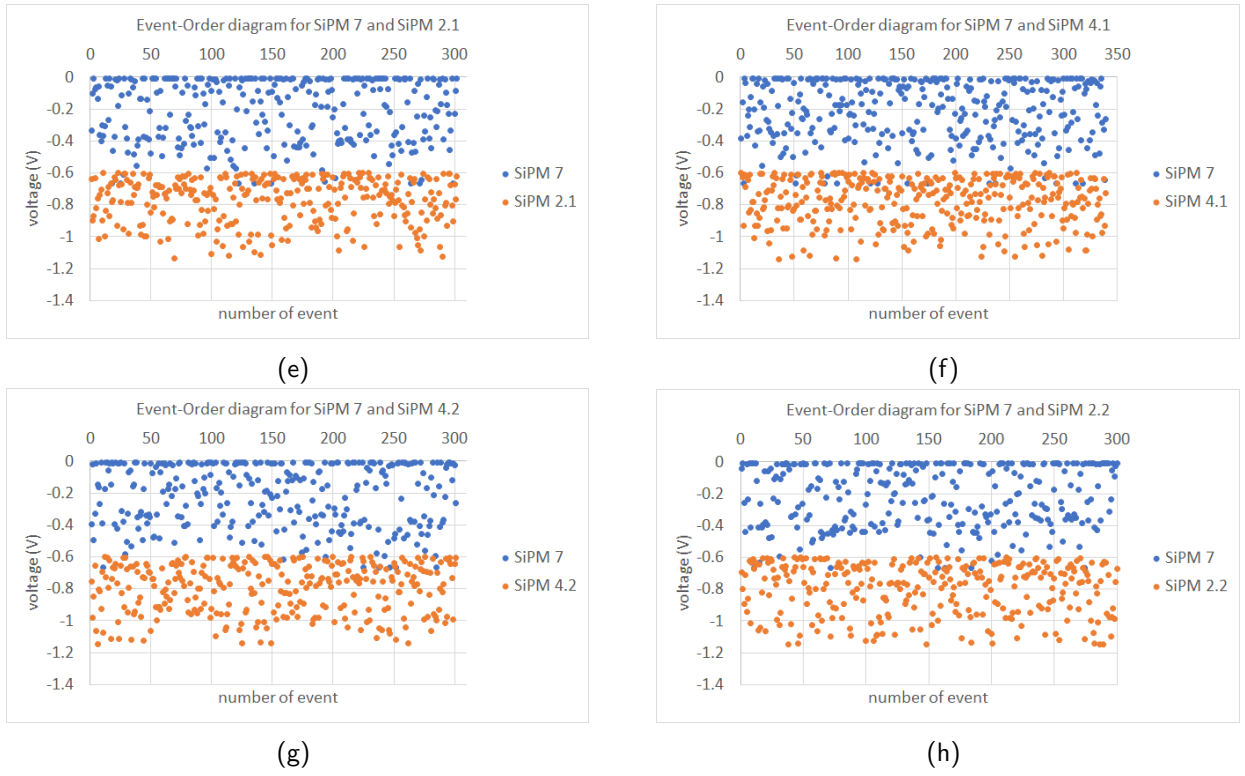 Event-Order diagram for SiPM 7 and SiPM 2.1
0 50 100 150 200 250 300
0
-0.2
-0.4
-0.6
-0.8
-1
-1.2
-1.4
voltage (V)
number of event
SiPM 7
SiPM 2.1
(e)
Event-Order diagram for SiPM 7 and SiPM 4.1
0 50 100 150 200 250 300 350
0
-0.2
-0.4
-0.6
-0.8
-1
-1.2
-1.4
voltage (V)
number of event
SiPM 7
SiPM 4.1
(f)
Event-Order diagram for SiPM 7 and SiPM 4.2
0 50 100 150 200 250 300
0
-0.2
-0.4
-0.6
-0.8
-1
-1.2
-1.4
voltage (V)
number of event
SiPM 7
SiPM 4.2
(g)
Event-Order diagram for SiPM 7 and SiPM 2.2
0 50 100 150 200 250 300
0
-0.2
-0.4
-0.6
-0.8
-1
-1.2
-1.4
voltage (V)
number of event
SiPM 7
SiPM 2.2
(h)